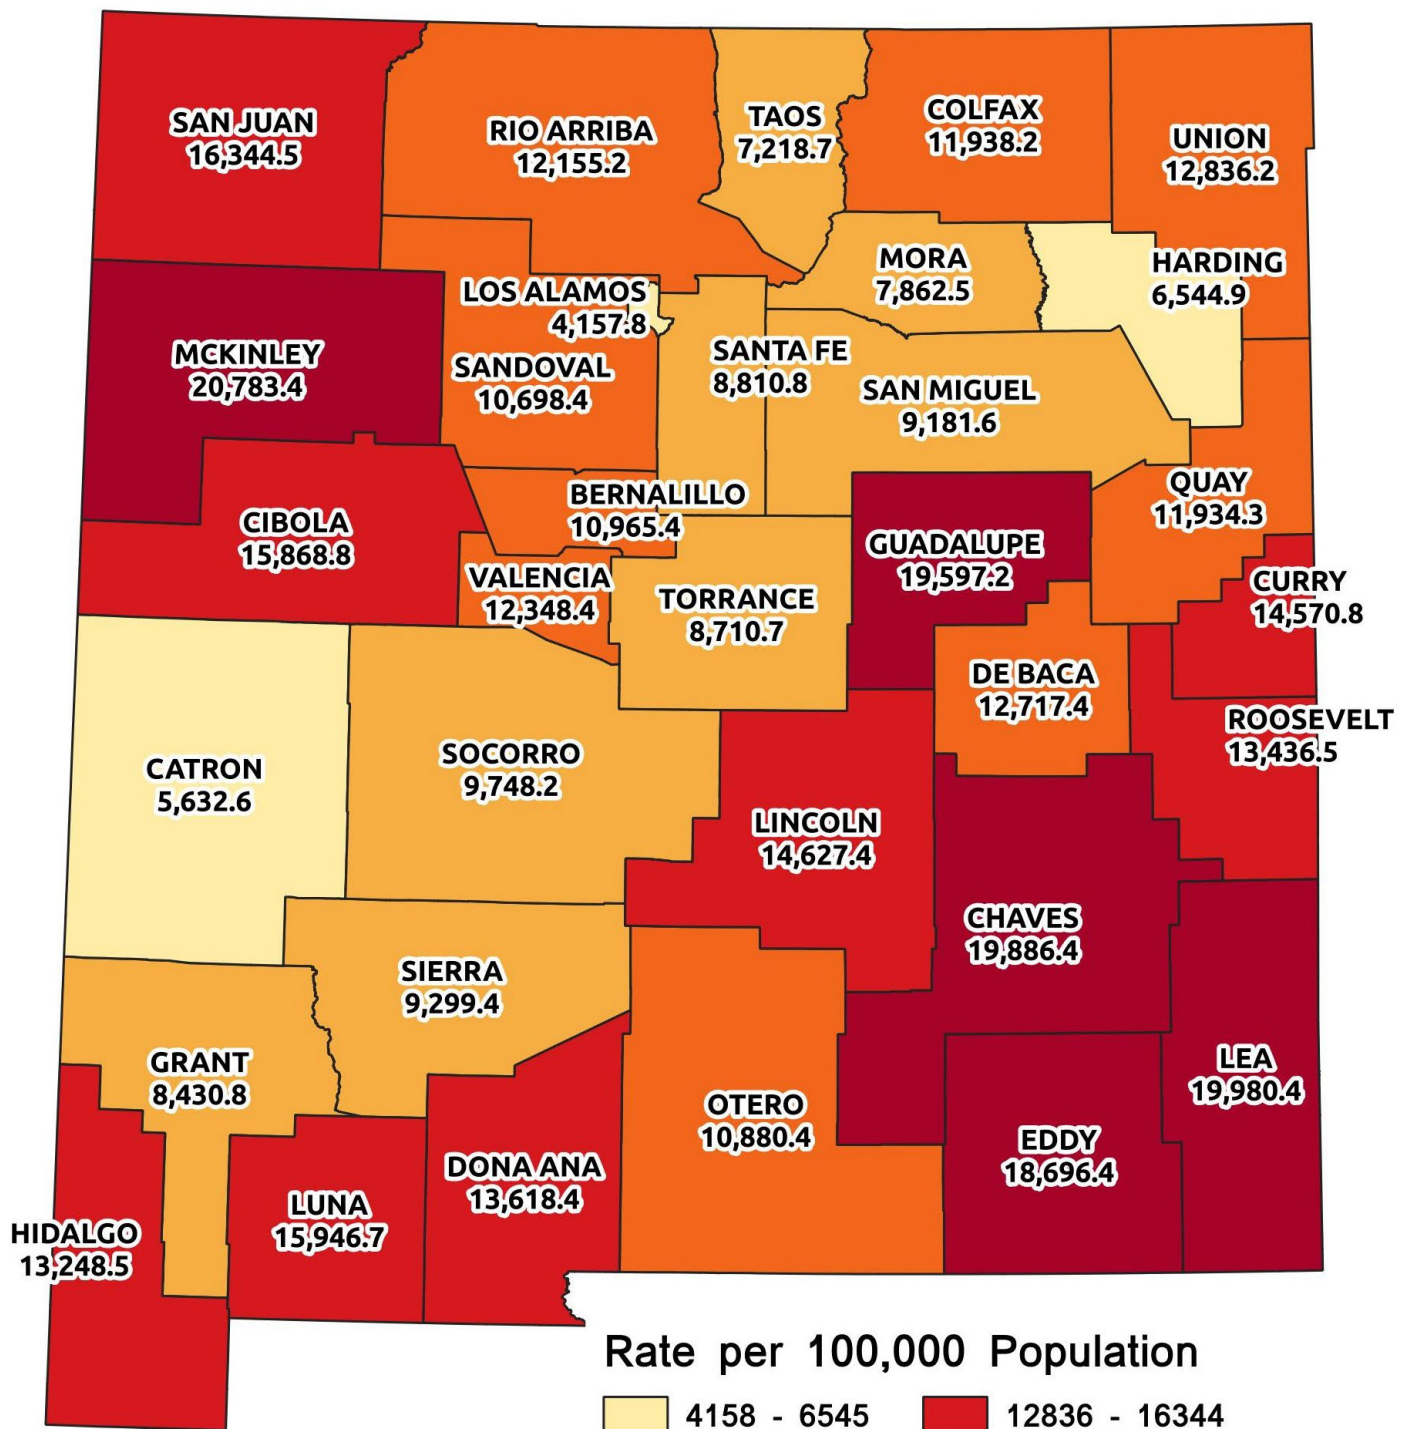 SAN JUAN
16,344.5
RIO ARRIBA
12,155.2
TAOS
7,218.7
COLFAX
11,938.2
UNION
12,836.2
MORA
7,862.5
HARDING
6,544.9
LOS ALAMOS
4,157.8
MCKINLEY
20,783.4
SANDOVAL
10,698.4
SANTA FE
8,810.8
SAN MIGUEL
9,181.6
CIBOLA
15,868.8
BERNALILLO
10,965.4
QUAY
11,934.3
VALENCIA
12,348.4
TORRANCE
8,710.7
GUADALUPE
19,597.2
CURRY
14,570.8
DE BACA
12,717.4
ROOSEVELT
13,436.5
CATRON
5,632.6
SOCORRO
9,748.2
LINCOLN
14,627.4
CHAVES
19,886.4
SIERRA
9,299.4
GRANT
8,430.8
LEA
19,980.4
OTERO
10,880.4
EDDY
18,696.4
DONA ANA
13,618.4
LUNA
15,946.7
HIDALGO
13,248.5
Rate per 100,000 Population
4158 - 6545
12836 - 16344